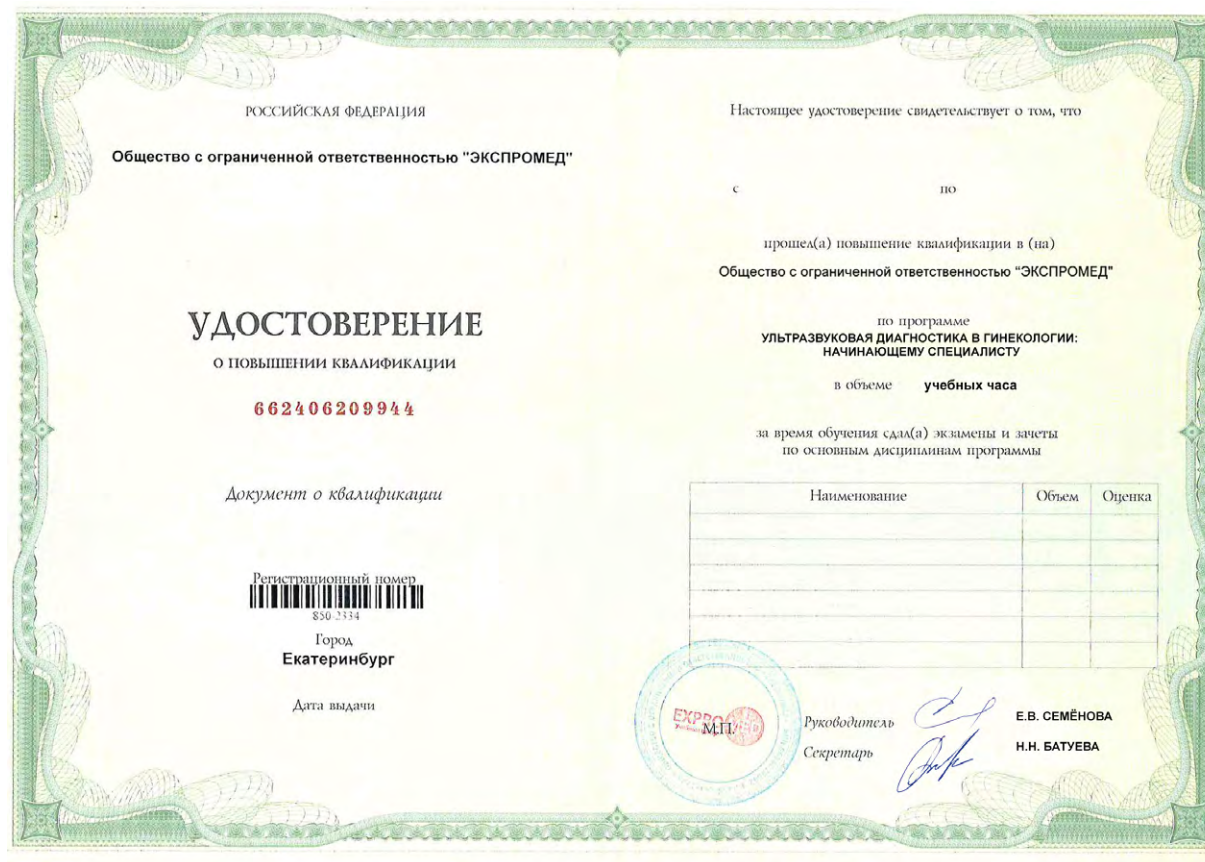 РОССИЙСКАЯ ФЕДЕРАЦИЯ
Общество с ограниченной ответственностью "ЭКСПРОМЕД"
УДОСТОВЕРЕНИЕ
О ПОВЫШЕНИИ КВАЛИФИКАЦИИ
662406209944
Документ о квалификации
Регистрационный номер
850-2334
Город
Екатеринбург
Дата выдачи
Настоящее удостоверение свидетельствует о том, что
с по
прошел(а) повышение квалификации в (на)
Общество с ограниченной ответственностью "ЭКСПРОМЕД"
по программе
УЛЬТРАЗВУКОВАЯ ДИАГНОСТИКА В ГИНЕКОЛОГИИ:
НАЧИНАЮЩЕМУ СПЕЦИАЛИСТУ
в объеме учебных часа
за время обучения сдал(а) экзамены и зачеты
по основным дисциплинам программы
Наименование Объем Оценка
М.П.
Руководитель Е.В. СЕМЁНОВА
Секретарь Н.Н. БАТУЕВА